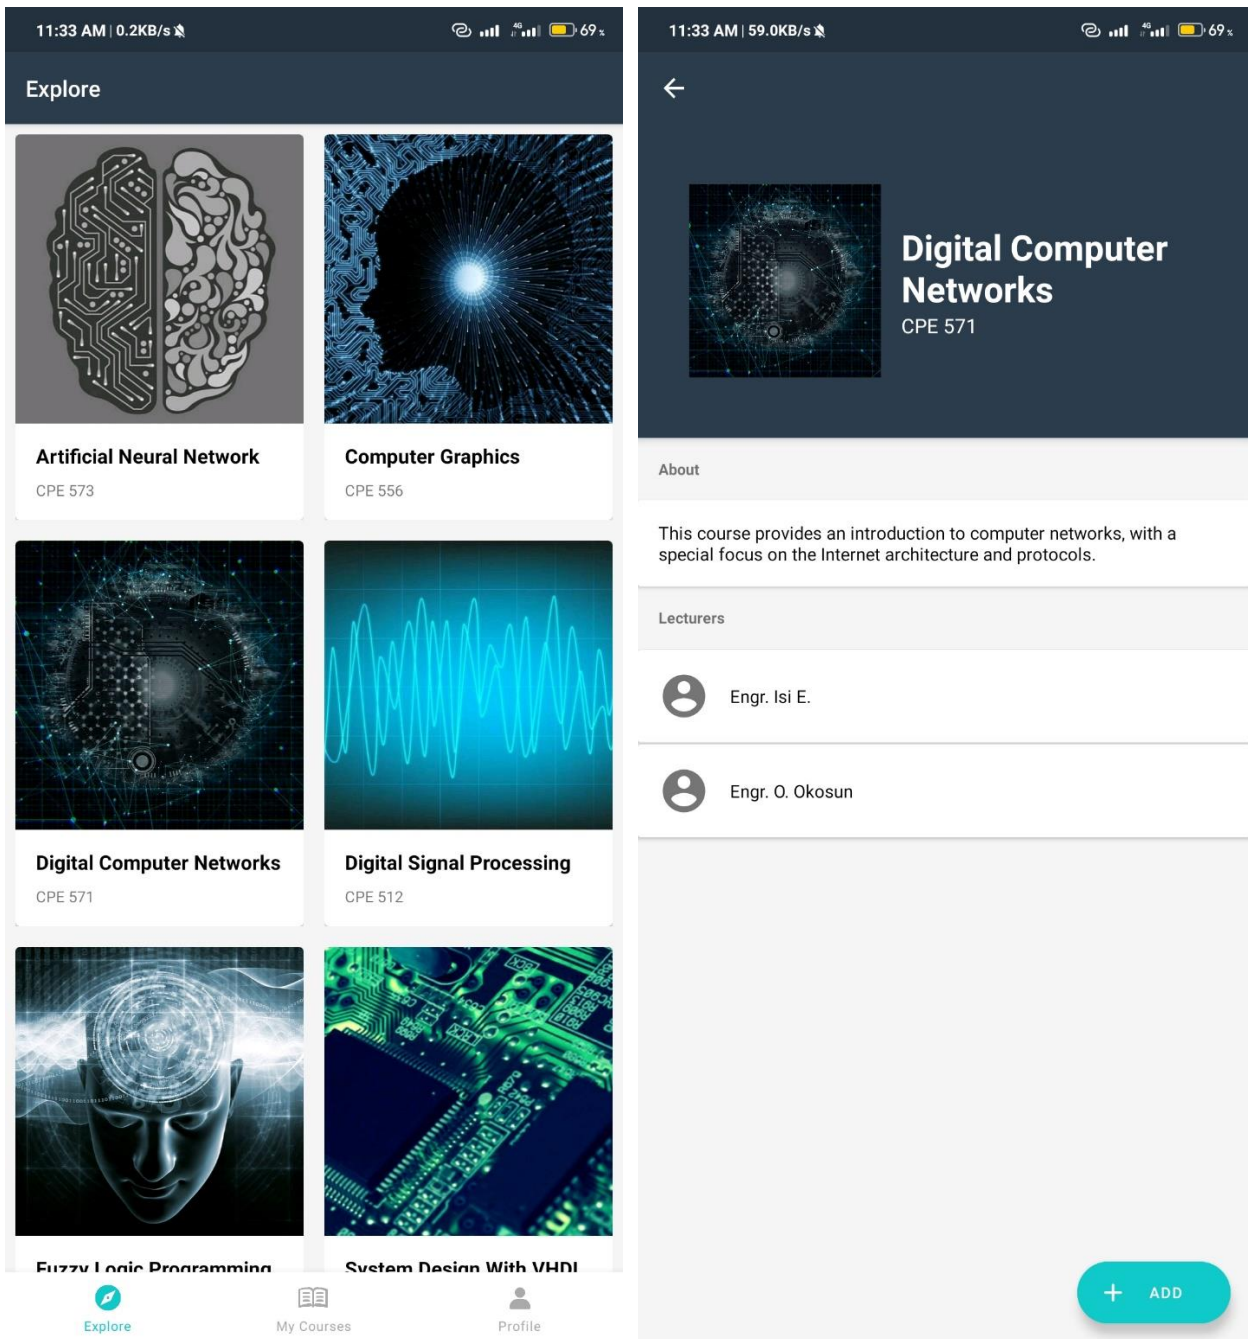 11:33 AM | 0.2KB/s
4G
69%
Explore
Artificial Neural Network
CPE 573
Computer Graphics
CPE 556
Digital Computer Networks
CPE 571
Digital Signal Processing
CPE 512
Fuzzy Logic Programming
System Design With VHDL
Explore
My Courses
Profile
11:33 AM | 59.0KB/s
4G
69%
Digital Computer
Networks
CPE 571
About
This course provides an introduction to computer networks, with a
special focus on the Internet architecture and protocols.
Lecturers
Engr. Isi E.
Engr. O. Okosun
+ ADD